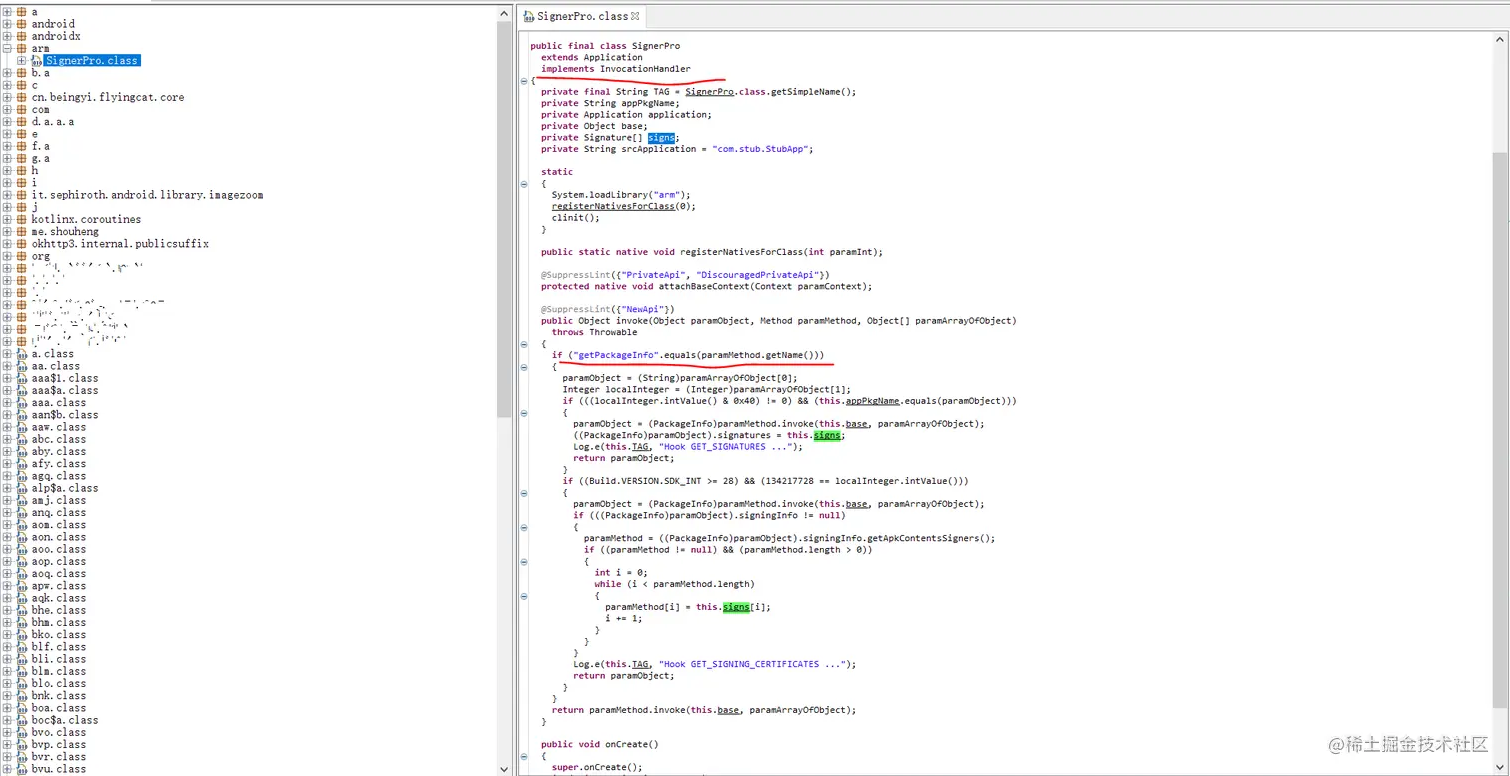 a
android
androidx
arm
SignerPro.class
b.a
c
cn.beingyi.flyingcat.core
com
d.a.a.a
e
f.a
g.a
h
i
it.sephiroth.android.library.imagezoom
j
kotlinx.coroutines
me.shouheng
okhttp3.internal.publicsuffix
org
a.class
aa.class
aaa$1.class
aaa$a.class
aaa.class
aan$b.class
aaw.class
abc.class
aby.class
afy.class
agq.class
alp$a.class
amj.class
anq.class
aom.class
aon.class
aoo.class
aop.class
aoq.class
apw.class
aqk.class
bhe.class
bhm.class
bko.class
blf.class
bli.class
blm.class
blo.class
bnk.class
boa.class
boc$a.class
bvo.class
bvp.class
bvr.class
bvu.class
SignerPro.class
public final class SignerPro
extends Application
implements InvocationHandler
{
private final String TAG = SignerPro.class.getSimpleName();
private String appPkgName;
private Application application;
private Object base;
private Signature[] signs;
private String srcApplication = "com.stub.StubApp";
static
{
System.loadLibrary("arm");
registerNativesForClass(0);
clinit();
}
public static native void registerNativesForClass(int paramInt);
@SuppressLint({"PrivateApi", "DiscouragedPrivateApi"})
protected native void attachBaseContext(Context paramContext);
@SuppressLint({"NewApi"})
public Object invoke(Object paramObject, Method paramMethod, Object[] paramArrayOfObject)
throws Throwable
{
if ("getPackageInfo".equals(paramMethod.getName()))
{
paramObject = (String)paramArrayOfObject[0];
Integer localInteger = (Integer)paramArrayOfObject[1];
if (((localInteger.intValue() & 0x40) != 0) && (this.appPkgName.equals(paramObject)))
{
paramObject = (PackageInfo)paramMethod.invoke(this.base, paramArrayOfObject);
((PackageInfo)paramObject).signatures = this.signs;
Log.e(this.TAG, "Hook GET_SIGNATURES ...");
return paramObject;
}
if ((Build.VERSION.SDK_INT >= 28) && (134217728 == localInteger.intValue()))
{
paramObject = (PackageInfo)paramMethod.invoke(this.base, paramArrayOfObject);
if (((PackageInfo)paramObject).signingInfo != null)
{
paramMethod = ((PackageInfo)paramObject).signingInfo.getApkContentsSigners();
if ((paramMethod != null) && (paramMethod.length > 0))
{
int i = 0;
while (i < paramMethod.length)
{
paramMethod[i] = this.signs[i];
i += 1;
}
}
}
Log.e(this.TAG, "Hook GET_SIGNING_CERTIFICATES ...");
return paramObject;
}
}
return paramMethod.invoke(this.base, paramArrayOfObject);
}
public void onCreate()
{
super.onCreate();
@稀土掘金技术社区